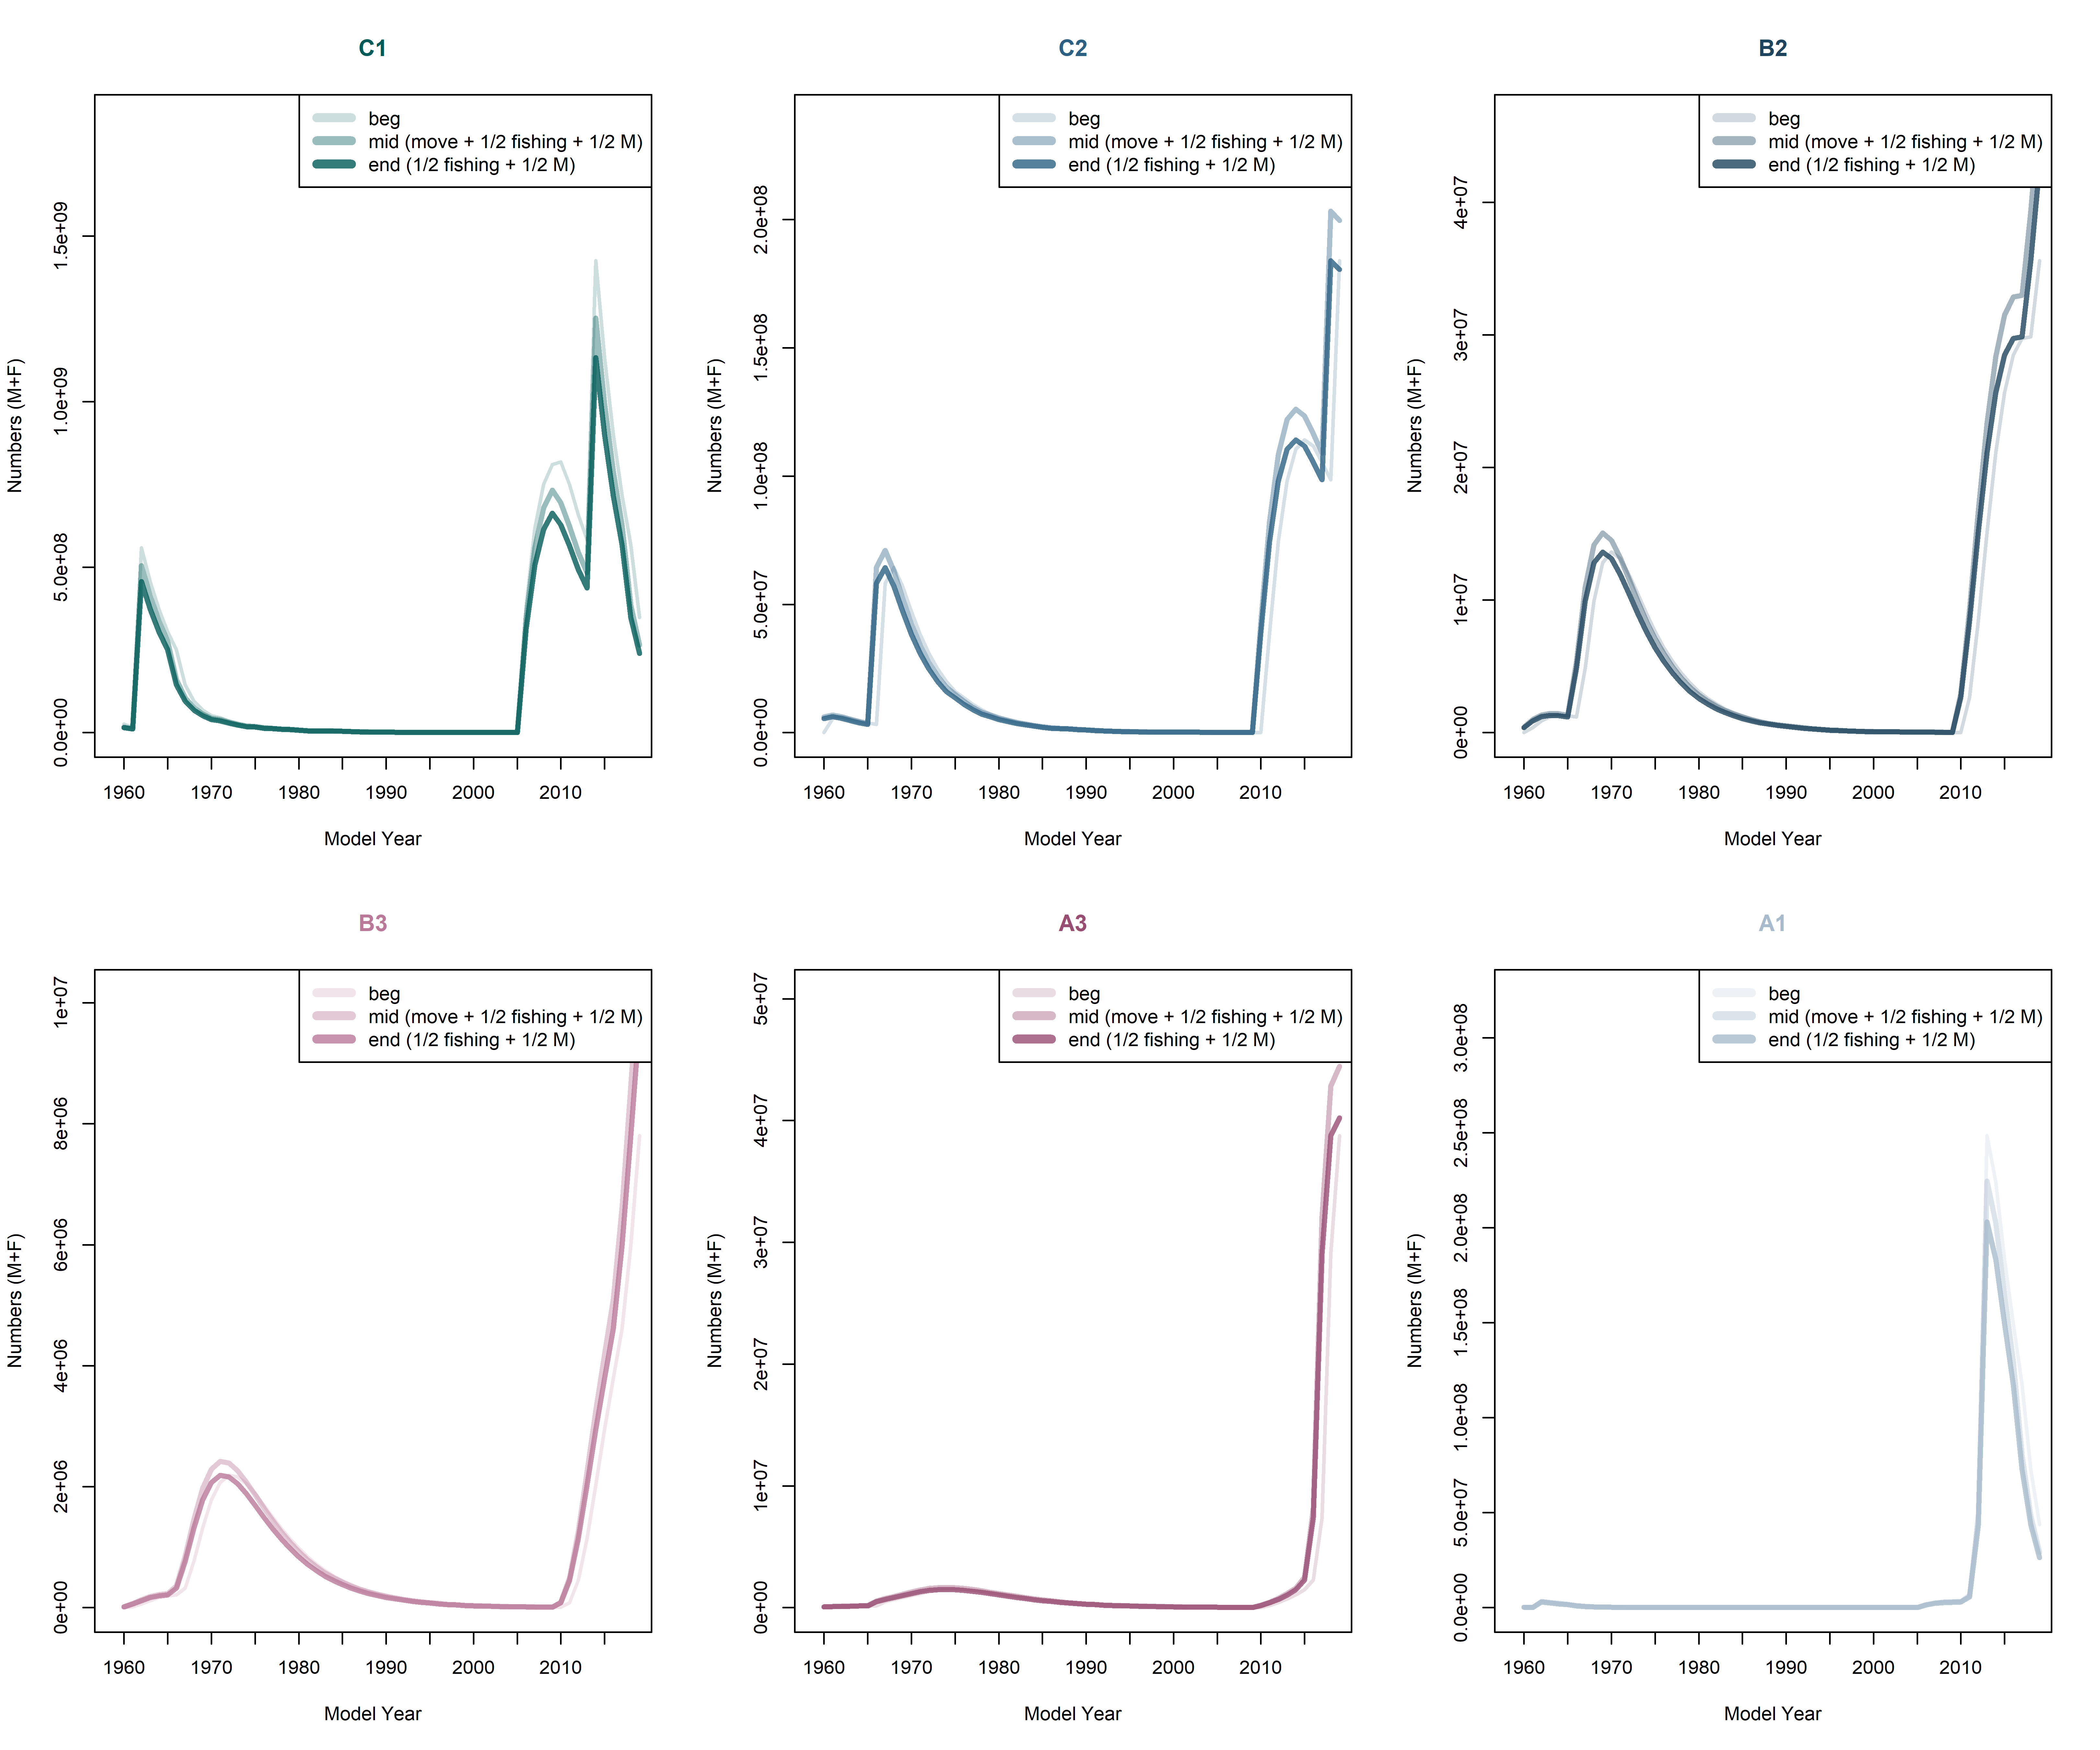 C1
beg
mid (move + 1/2 fishing + 1/2 M)
end (1/2 fishing + 1/2 M)
Numbers (M+F)
0.0e+00
5.0e+08
1.0e+09
1.5e+09
1960 1970 1980 1990 2000 2010
Model Year
C2
beg
mid (move + 1/2 fishing + 1/2 M)
end (1/2 fishing + 1/2 M)
Numbers (M+F)
0.0e+00
5.0e+07
1.0e+08
1.5e+08
2.0e+08
1960 1970 1980 1990 2000 2010
Model Year
B2
beg
mid (move + 1/2 fishing + 1/2 M)
end (1/2 fishing + 1/2 M)
Numbers (M+F)
0e+00
1e+07
2e+07
3e+07
4e+07
1960 1970 1980 1990 2000 2010
Model Year
B3
beg
mid (move + 1/2 fishing + 1/2 M)
end (1/2 fishing + 1/2 M)
Numbers (M+F)
0e+00
2e+06
4e+06
6e+06
8e+06
1e+07
1960 1970 1980 1990 2000 2010
Model Year
A3
beg
mid (move + 1/2 fishing + 1/2 M)
end (1/2 fishing + 1/2 M)
Numbers (M+F)
0e+00
1e+07
2e+07
3e+07
4e+07
5e+07
1960 1970 1980 1990 2000 2010
Model Year
A1
beg
mid (move + 1/2 fishing + 1/2 M)
end (1/2 fishing + 1/2 M)
Numbers (M+F)
0.0e+00
5.0e+07
1.0e+08
1.5e+08
2.0e+08
2.5e+08
3.0e+08
1960 1970 1980 1990 2000 2010
Model Year